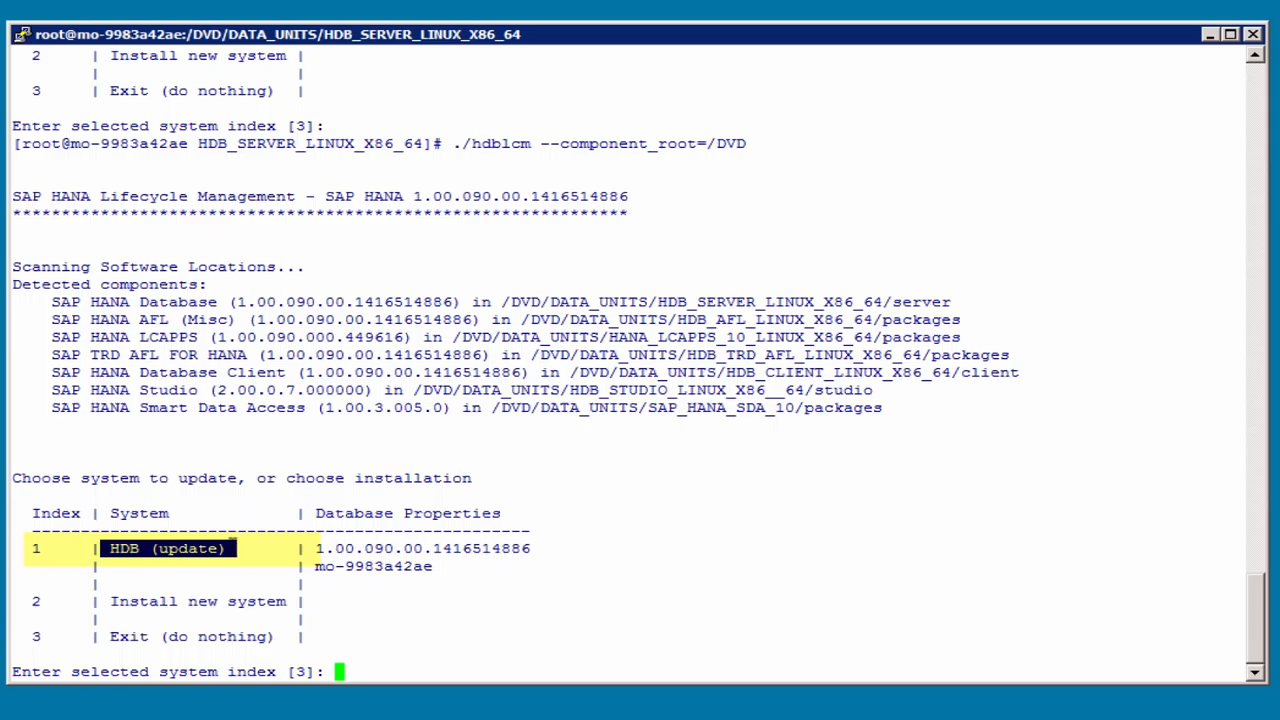 root@mo-9983a42ae:/DVD/DATA_UNITS/HDB_SERVER_LINUX_X86_64
2 | Install new system |
| |
3 | Exit (do nothing) |
Enter selected system index [3]:
[root@mo-9983a42ae HDB_SERVER_LINUX_X86_64]# ./hdblcm --component_root=/DVD
SAP HANA Lifecycle Management - SAP HANA 1.00.090.00.1416514886
***************************************************************
Scanning Software Locations...
Detected components:
SAP HANA Database (1.00.090.00.1416514886) in /DVD/DATA_UNITS/HDB_SERVER_LINUX_X86_64/server
SAP HANA AFL (Misc) (1.00.090.00.1416514886) in /DVD/DATA_UNITS/HDB_AFL_LINUX_X86_64/packages
SAP HANA LCAPPS (1.00.090.000.449616) in /DVD/DATA_UNITS/HANA_LCAPPS_10_LINUX_X86_64/packages
SAP TRD AFL FOR HANA (1.00.090.00.1416514886) in /DVD/DATA_UNITS/HDB_TRD_AFL_LINUX_X86_64/packages
SAP HANA Database Client (1.00.090.00.1416514886) in /DVD/DATA_UNITS/HDB_CLIENT_LINUX_X86_64/client
SAP HANA Studio (2.00.0.7.000000) in /DVD/DATA_UNITS/HDB_STUDIO_LINUX_X86__64/studio
SAP HANA Smart Data Access (1.00.3.005.0) in /DVD/DATA_UNITS/SAP_HANA_SDA_10/packages
Choose system to update, or choose installation
Index | System | Database Properties
---------------------------------------------------
1 | HDB (update) | 1.00.090.00.1416514886
| | mo-9983a42ae
| |
2 | Install new system |
| |
3 | Exit (do nothing) |
Enter selected system index [3]: